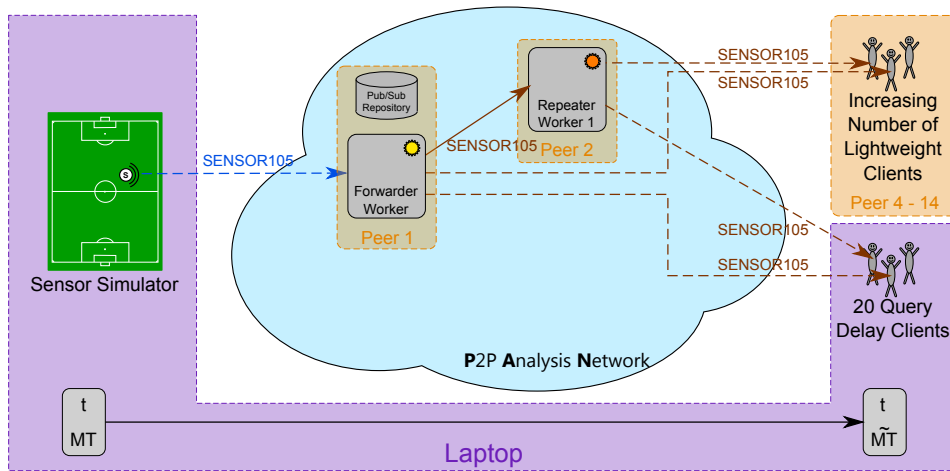 SENSOR105
SENSOR105
Pub/Sub
Repository
Repeater
Worker 1
Increasing
Number of
Lightweight
Clients
SENSOR105
Peer 2
SENSOR105
S
Forwarder
Worker
Peer 4 - 14
Peer 1
SENSOR105
SENSOR105
Sensor Simulator
20 Query
Delay Clients
P2P Analysis Network
t
MT
t
M̃T
Laptop